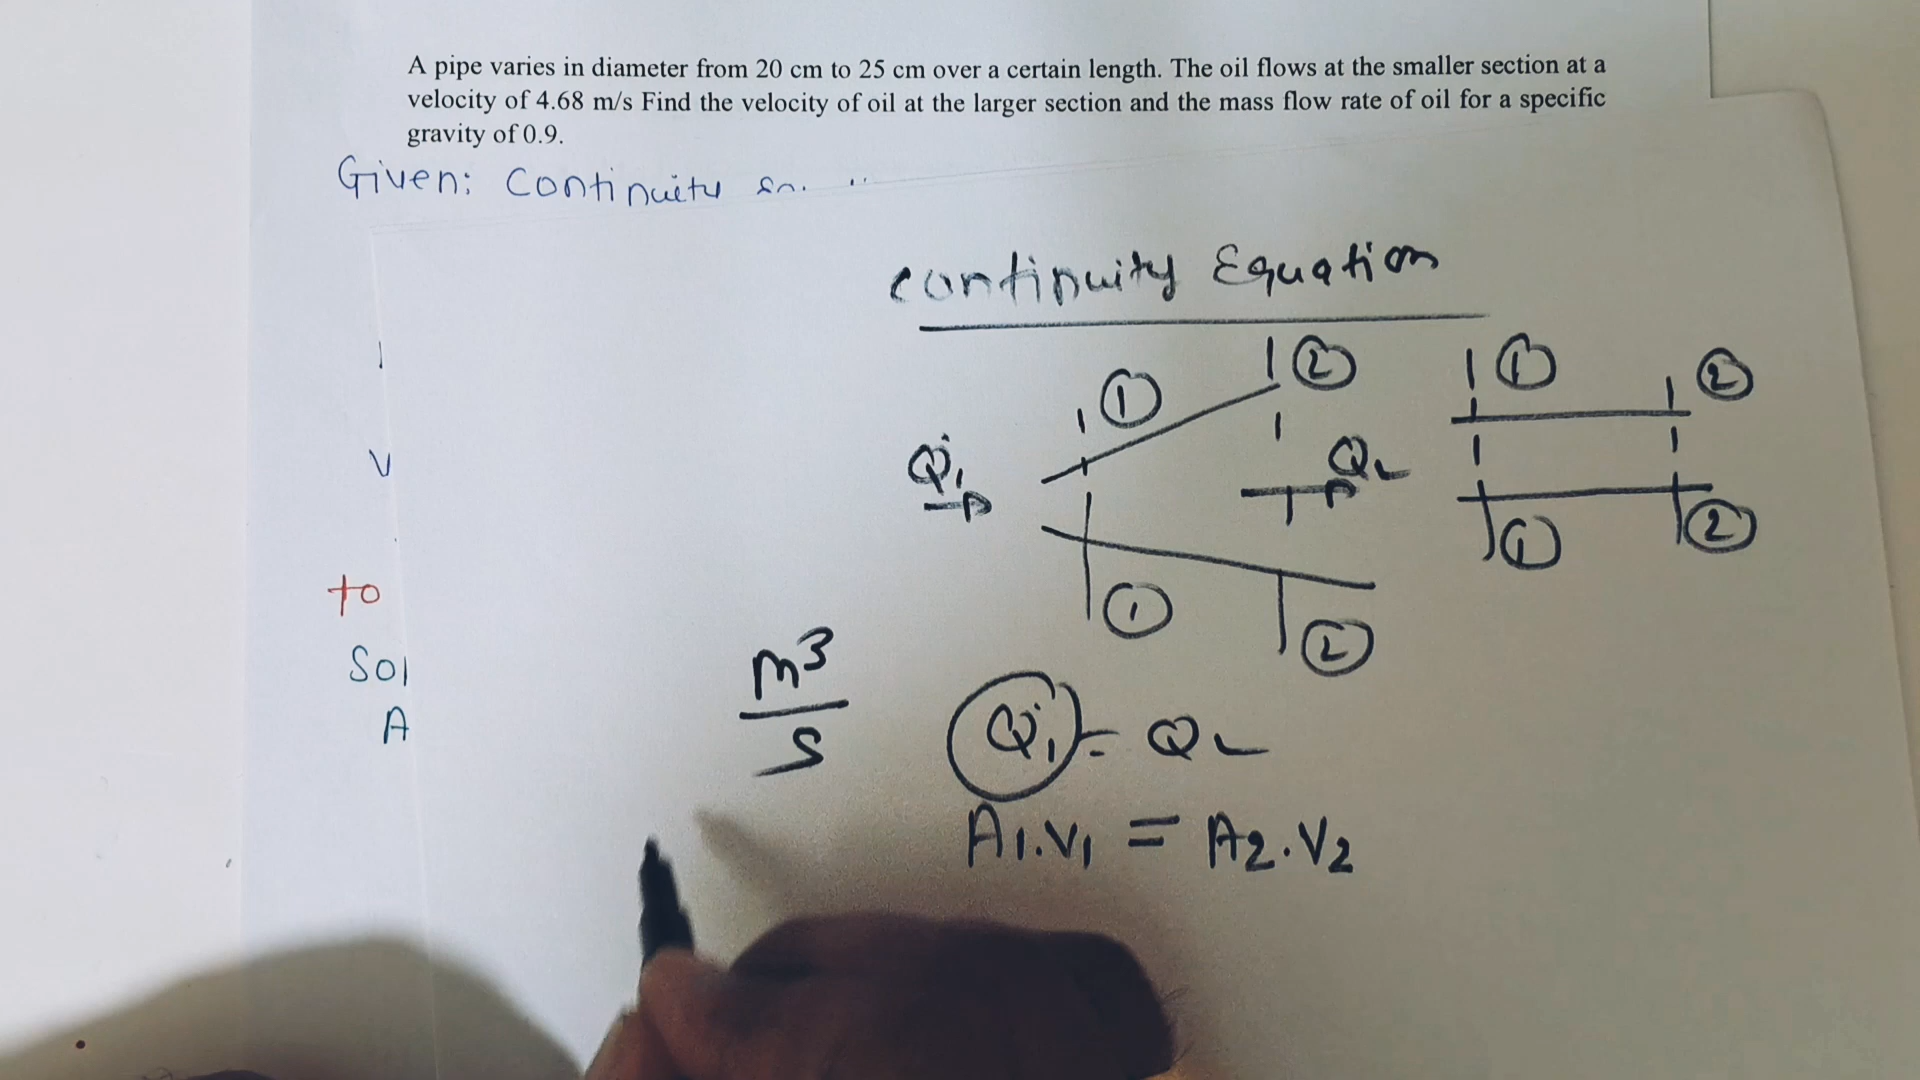 A pipe varies in diameter from 20 cm to 25 cm over a certain length. The oil flows at the smaller section at a
velocity of 4.68 m/s Find the velocity of oil at the larger section and the mass flow rate of oil for a specific
gravity of 0.9.
Given: Continuity
Continuity Equation
1 2 1 2
Q1 Q2
1 2 1 2
V
to
Sol
A
m³/s
Q1 = Q2
A1.V1 = A2.V2